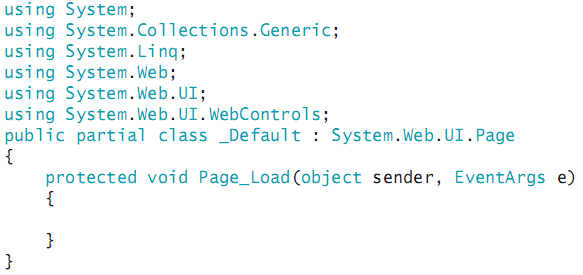 using System;
using System.Collections.Generic;
using System.Linq;
using System.Web;
using System.Web.UI;
using System.Web.UI.WebControls;
public partial class _Default : System.Web.UI.Page
{
    protected void Page_Load(object sender, EventArgs e)
    {

    }
}